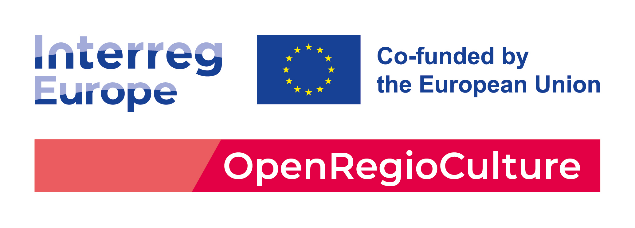 Interreg
Europe
Co-funded by
the European Union
OpenRegioCulture